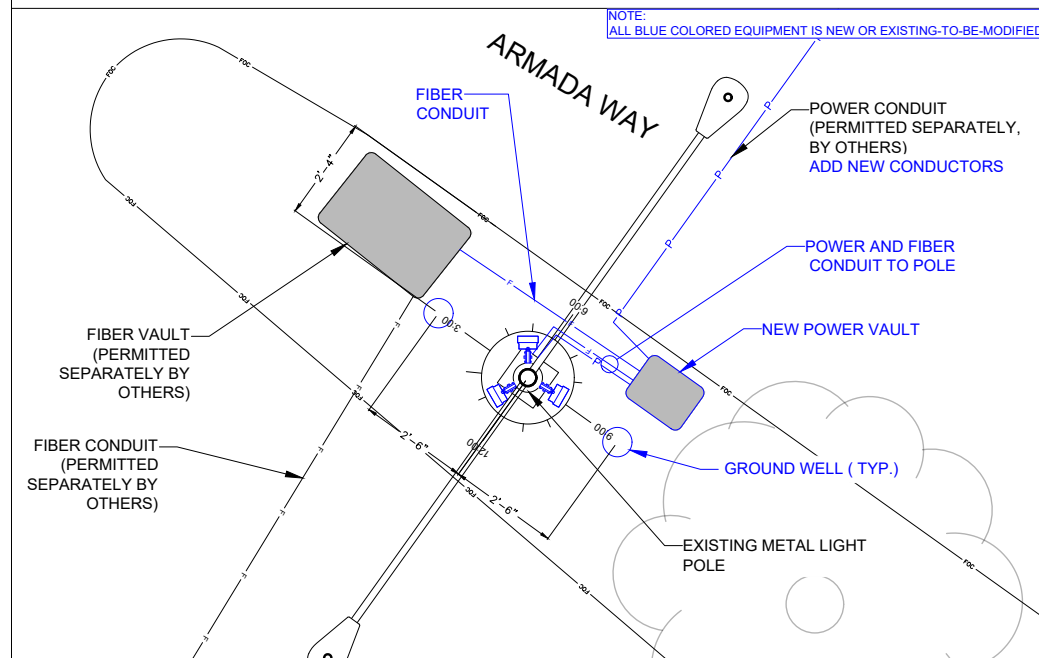 NOTE:
ALL BLUE COLORED EQUIPMENT IS NEW OR EXISTING-TO-BE-MODIFIED
ARMADA WAY
FIBER
CONDUIT
POWER CONDUIT
(PERMITTED SEPARATELY,
BY OTHERS)
ADD NEW CONDUCTORS
POWER AND FIBER
CONDUIT TO POLE
NEW POWER VAULT
GROUND WELL ( TYP.)
EXISTING METAL LIGHT
POLE
FIBER VAULT
(PERMITTED
SEPARATELY BY
OTHERS)
FIBER CONDUIT
(PERMITTED
SEPARATELY BY
OTHERS)
2'-4"
2'-6"
2'-6"
3:00
6:00
9:00
12:00
FOC
FOC
FOC
FOC
FOC
FOC
FOC
FOC
FOC
FOC
P
P
P
P
P
P
F
F
F
F
F
F